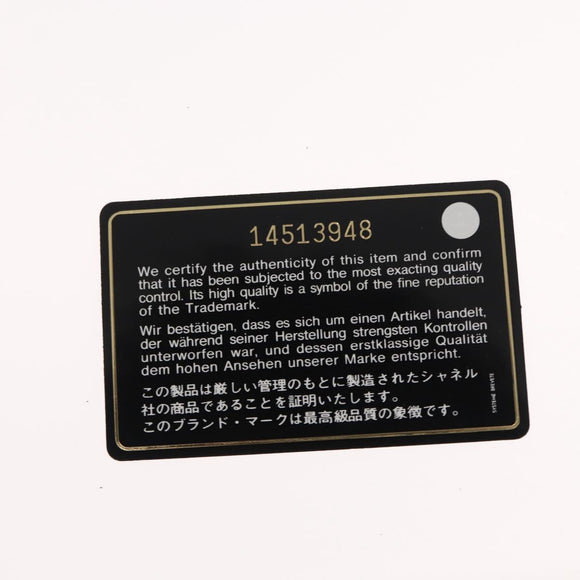 14513948
We certify the authenticity of this item and confirm
that it has been subjected to the most exacting quality
control. Its high quality is a symbol of the fine reputation
of the Trademark.
Wir bestätigen, dass es sich um einen Artikel handelt,
der während seiner Herstellung strengsten Kontrollen
unterworfen war, und dessen erstklassige Qualität
dem hohen Ansehen unserer Marke entspricht.
この製品は厳しい管理のもとに製造されたシャネル
社の商品であることを証明いたします。
このブランド・マークは最高級品質の象徴です。
SYSTEME BREVETE